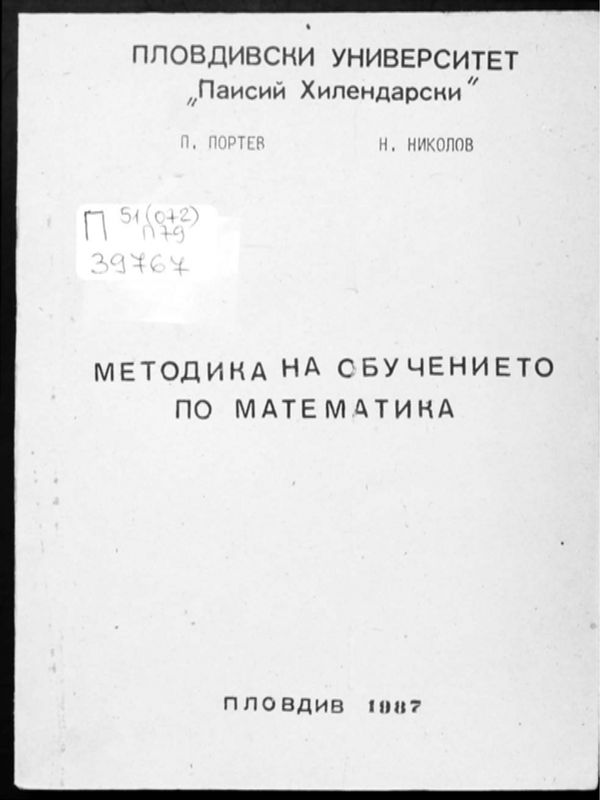 ПЛОВДИВСКИ УНИВЕРСИТЕТ
„Паисий Хилендарски"
П. ПОРТЕВ Н. НИКОЛОВ
П 51(072)
П79
39767
МЕТОДИКА НА ОБУЧЕНИЕТО
ПО МАТЕМАТИКА
ПЛОВДИВ 1987